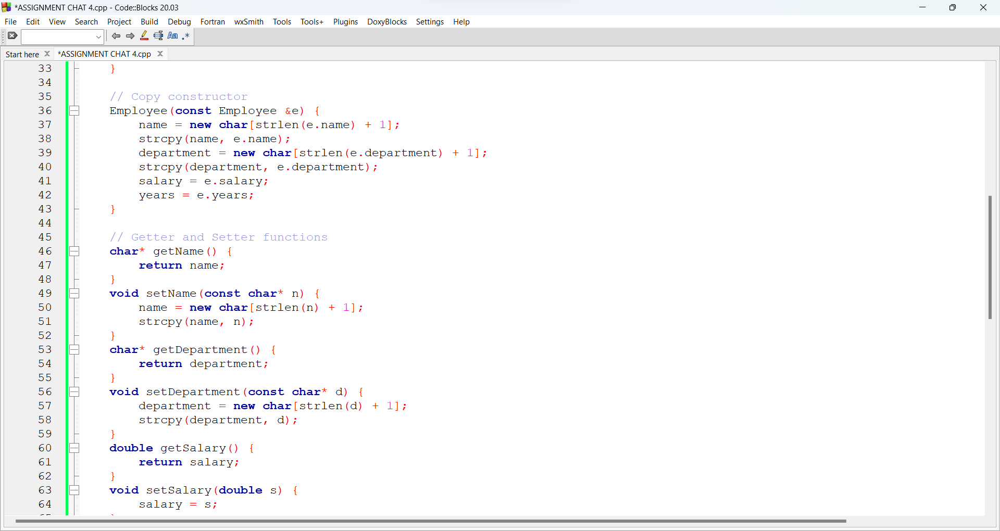 *ASSIGNMENT CHAT 4.cpp - Code::Blocks 20.03
File Edit View Search Project Build Debug Fortran wxSmith Tools Tools+ Plugins DoxyBlocks Settings Help
Aa .*
Start here *ASSIGNMENT CHAT 4.cpp
33 }
34
35 // Copy constructor
36 Employee(const Employee &e) {
37 name = new char[strlen(e.name) + 1];
38 strcpy(name, e.name);
39 department = new char[strlen(e.department) + 1];
40 strcpy(department, e.department);
41 salary = e.salary;
42 years = e.years;
43 }
44
45 // Getter and Setter functions
46 char* getName() {
47 return name;
48 }
49 void setName(const char* n) {
50 name = new char[strlen(n) + 1];
51 strcpy(name, n);
52 }
53 char* getDepartment() {
54 return department;
55 }
56 void setDepartment(const char* d) {
57 department = new char[strlen(d) + 1];
58 strcpy(department, d);
59 }
60 double getSalary() {
61 return salary;
62 }
63 void setSalary(double s) {
64 salary = s;